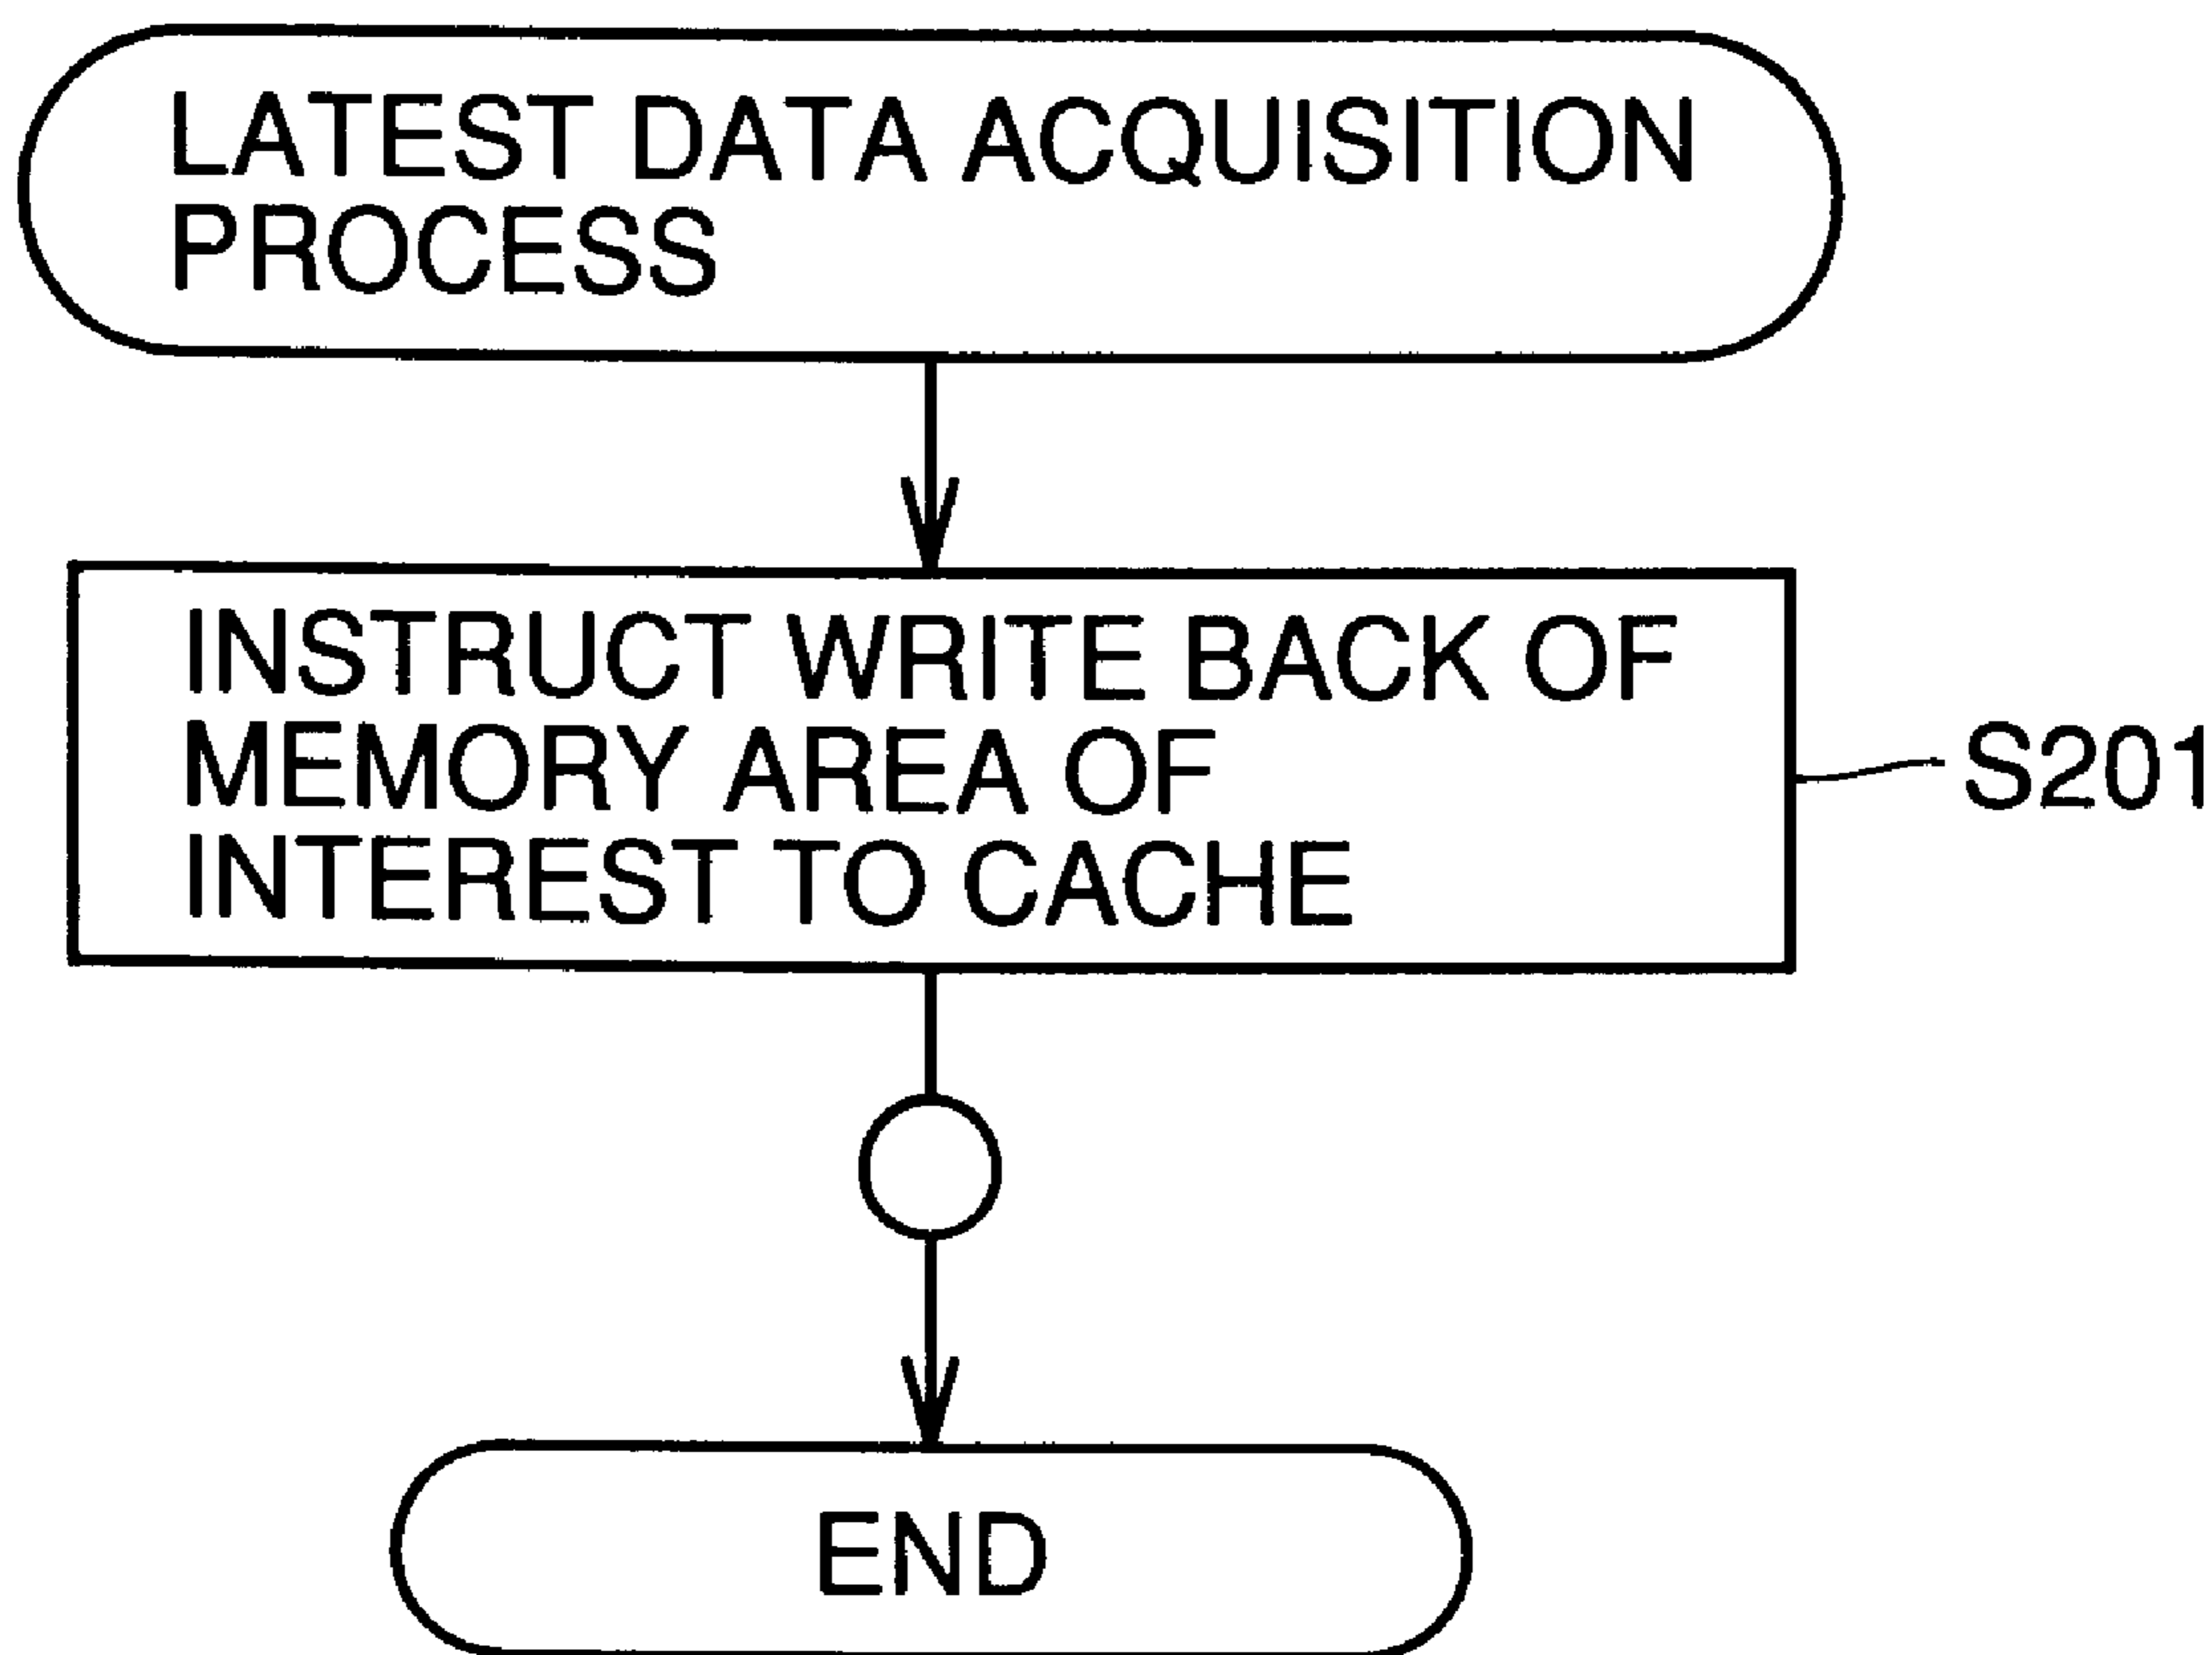 LATEST DATA ACQUISITION
PROCESS
INSTRUCT WRITE BACK OF
MEMORY AREA OF
INTEREST TO CACHE
S201
END